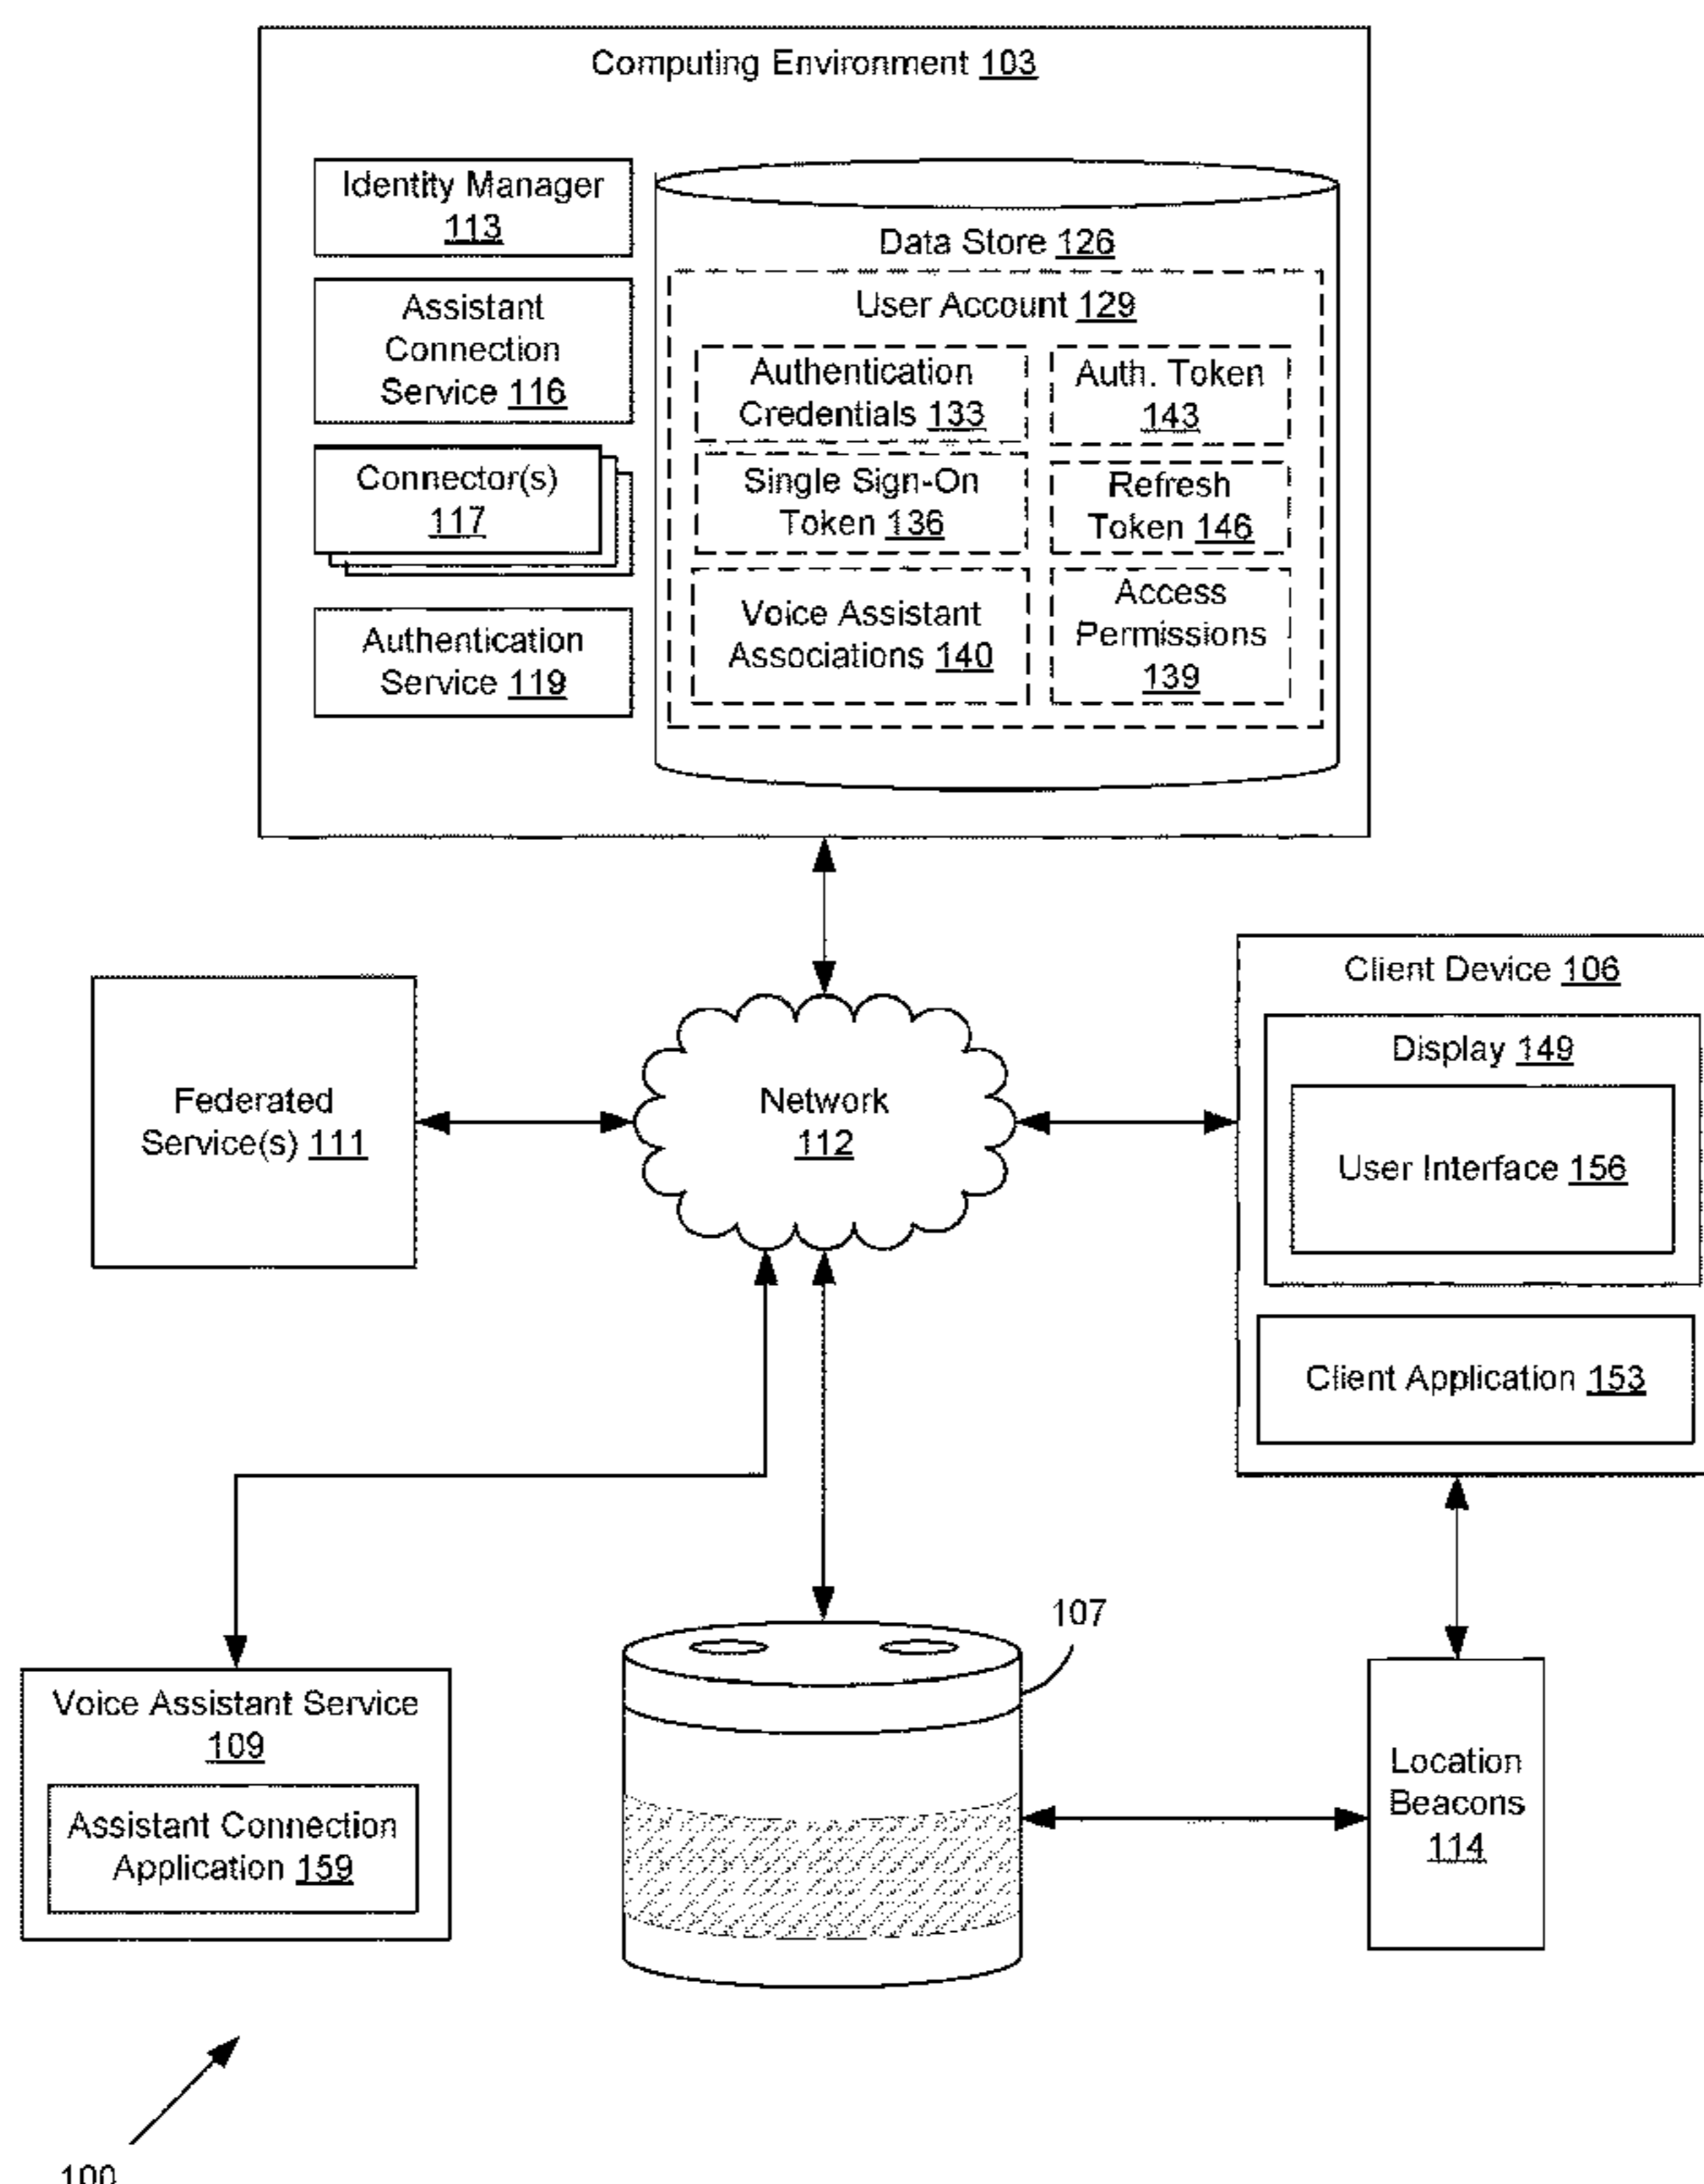 Computing Environment 103
Identity Manager
113
Assistant
Connection
Service 116
Connector(s)
117
Authentication
Service 119
Data Store 126
User Account 129
Authentication
Credentials 133
Auth. Token
143
Single Sign-On
Token 136
Refresh
Token 146
Voice Assistant
Associations 140
Access
Permissions
139
Federated
Service(s) 111
Network
112
Client Device 106
Display 149
User Interface 156
Client Application 153
107
Voice Assistant Service
109
Assistant Connection
Application 159
Location
Beacons
114
100